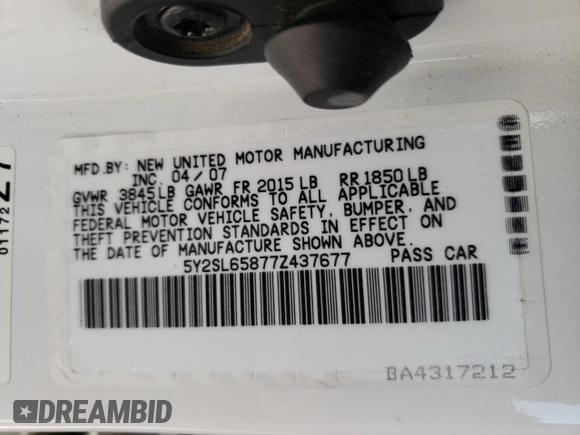 MFD.BY: NEW UNITED MOTOR MANUFACTURING
INC. 04/07
GVWR 3845LB GAWR FR 2015 LB RR 1850 LB
THIS VEHICLE CONFORMS TO ALL APPLICABLE
FEDERAL MOTOR VEHICLE SAFETY, BUMPER, AND
THEFT PREVENTION STANDARDS IN EFFECT ON
THE DATE OF MANUFACTURE SHOWN ABOVE.
5Y2SL65877Z437677 PASS CAR
BA4317212
01172
DREAMBID